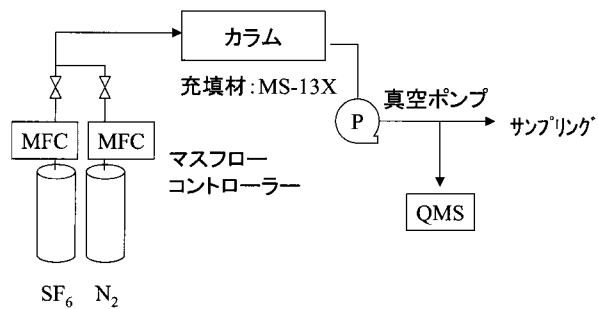 カラム
充填材:MS-13X
真空ポンプ
P
サンプリング
MFC MFC
マスフロー
コントローラー
QMS
SF6 N2